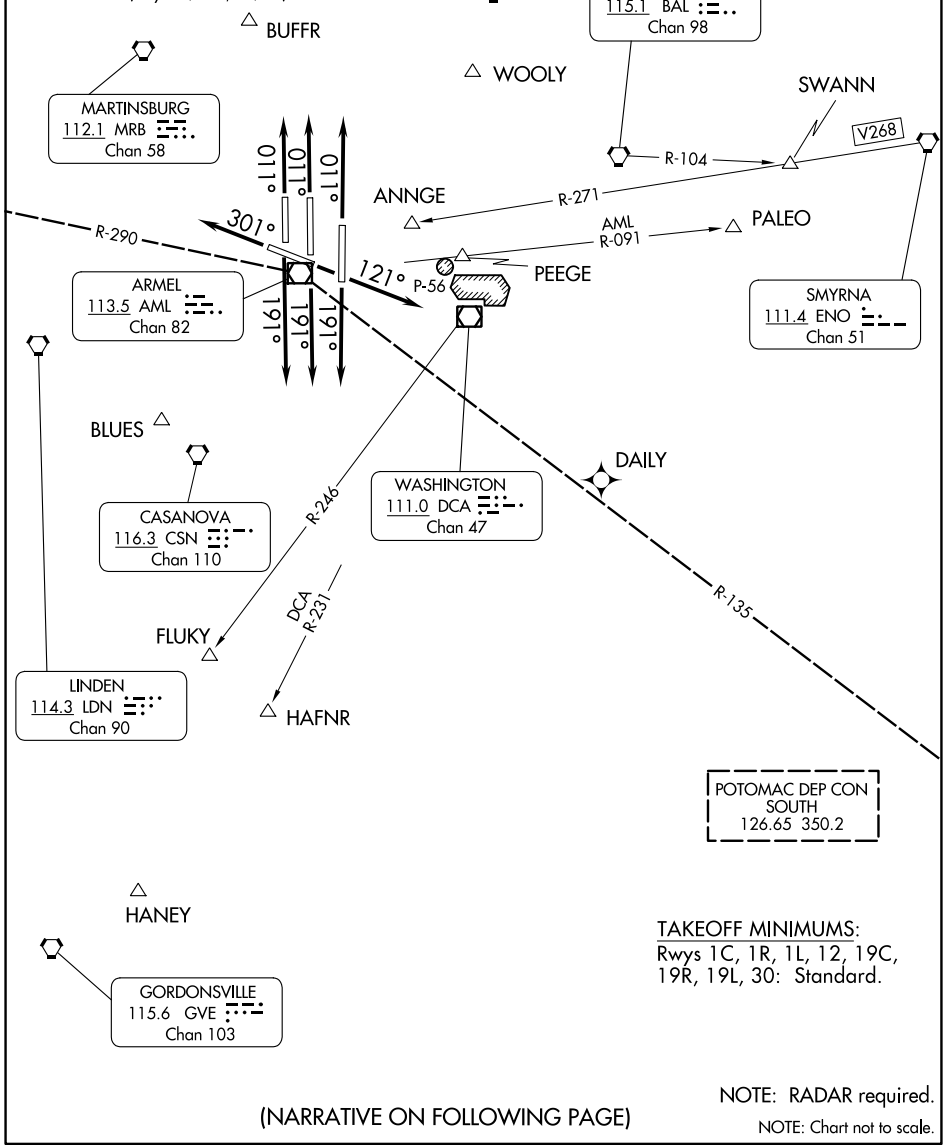 115.1 BAL
Chan 98
BUFFR
WOOLY
SWANN
MARTINSBURG
112.1 MRB
Chan 58
V268
011°
011°
011°
R-104
ANNGE
R-271
301°
AML
R-091
PALEO
R-290
121°
P-56
PEEGE
ARMEL
113.5 AML
Chan 82
SMYRNA
111.4 ENO
Chan 51
191°
191°
191°
BLUES
DAILY
WASHINGTON
111.0 DCA
Chan 47
R-246
CASANOVA
116.3 CSN
Chan 110
DCA
R-231
R-135
FLUKY
LINDEN
114.3 LDN
Chan 90
HAFNR
POTOMAC DEP CON
SOUTH
126.65 350.2
HANEY
TAKEOFF MINIMUMS:
Rwys 1C, 1R, 1L, 12, 19C,
19R, 19L, 30: Standard.
GORDONSVILLE
115.6 GVE
Chan 103
NOTE: RADAR required.
(NARRATIVE ON FOLLOWING PAGE)
NOTE: Chart not to scale.